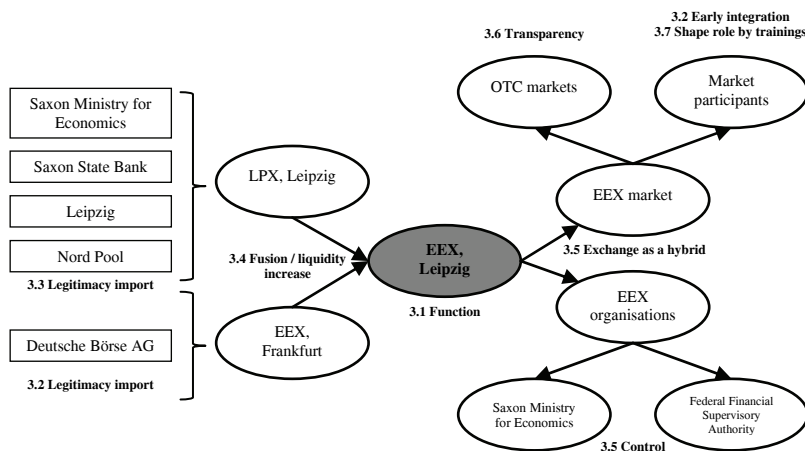 3.2 Early integration
3.7 Shape role by trainings
3.6 Transparency
OTC markets
Market
participants
Saxon Ministry for
Economics
Saxon State Bank
Leipzig
Nord Pool
3.3 Legitimacy import
Deutsche Börse AG
3.2 Legitimacy import
LPX, Leipzig
3.4 Fusion / liquidity
increase
EEX,
Frankfurt
EEX,
Leipzig
3.1 Function
EEX market
3.5 Exchange as a hybrid
EEX
organisations
Saxon Ministry
for Economics
Federal Financial
Supervisory
Authority
3.5 Control